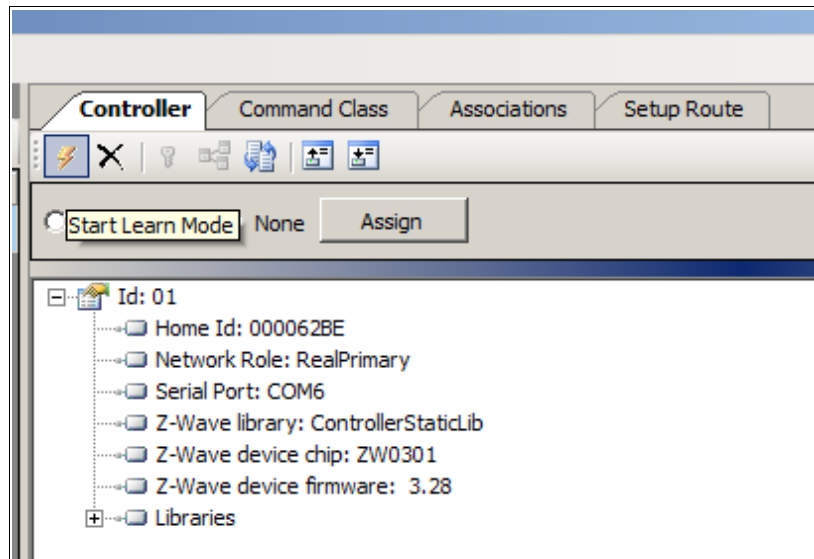 Controller Command Class Associations Setup Route
Start Learn Mode None Assign
Id: 01
Home Id: 000062BE
Network Role: RealPrimary
Serial Port: COM6
Z-Wave library: ControllerStaticLib
Z-Wave device chip: ZW0301
Z-Wave device firmware: 3.28
Libraries